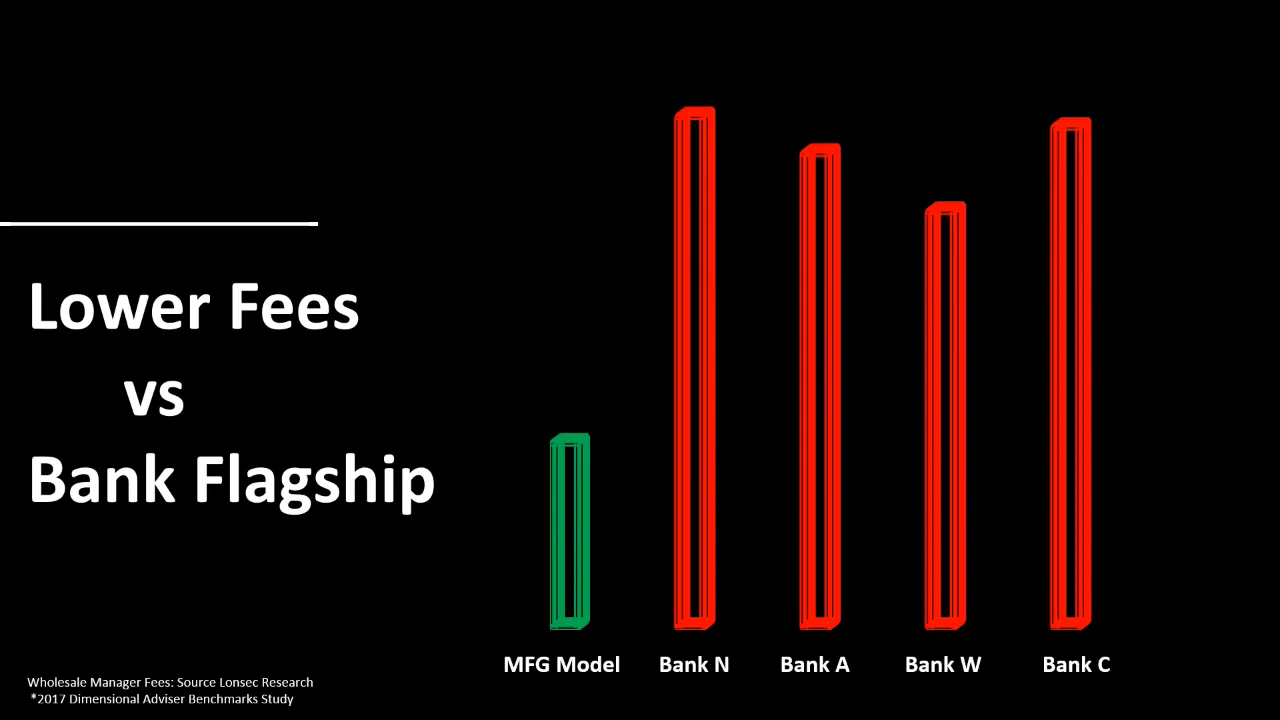 Lower Fees
vs
Bank Flagship
MFG Model
Bank N
Bank A
Bank W
Bank C
Wholesale Manager Fees: Source Lonsec Research
*2017 Dimensional Adviser Benchmarks Study